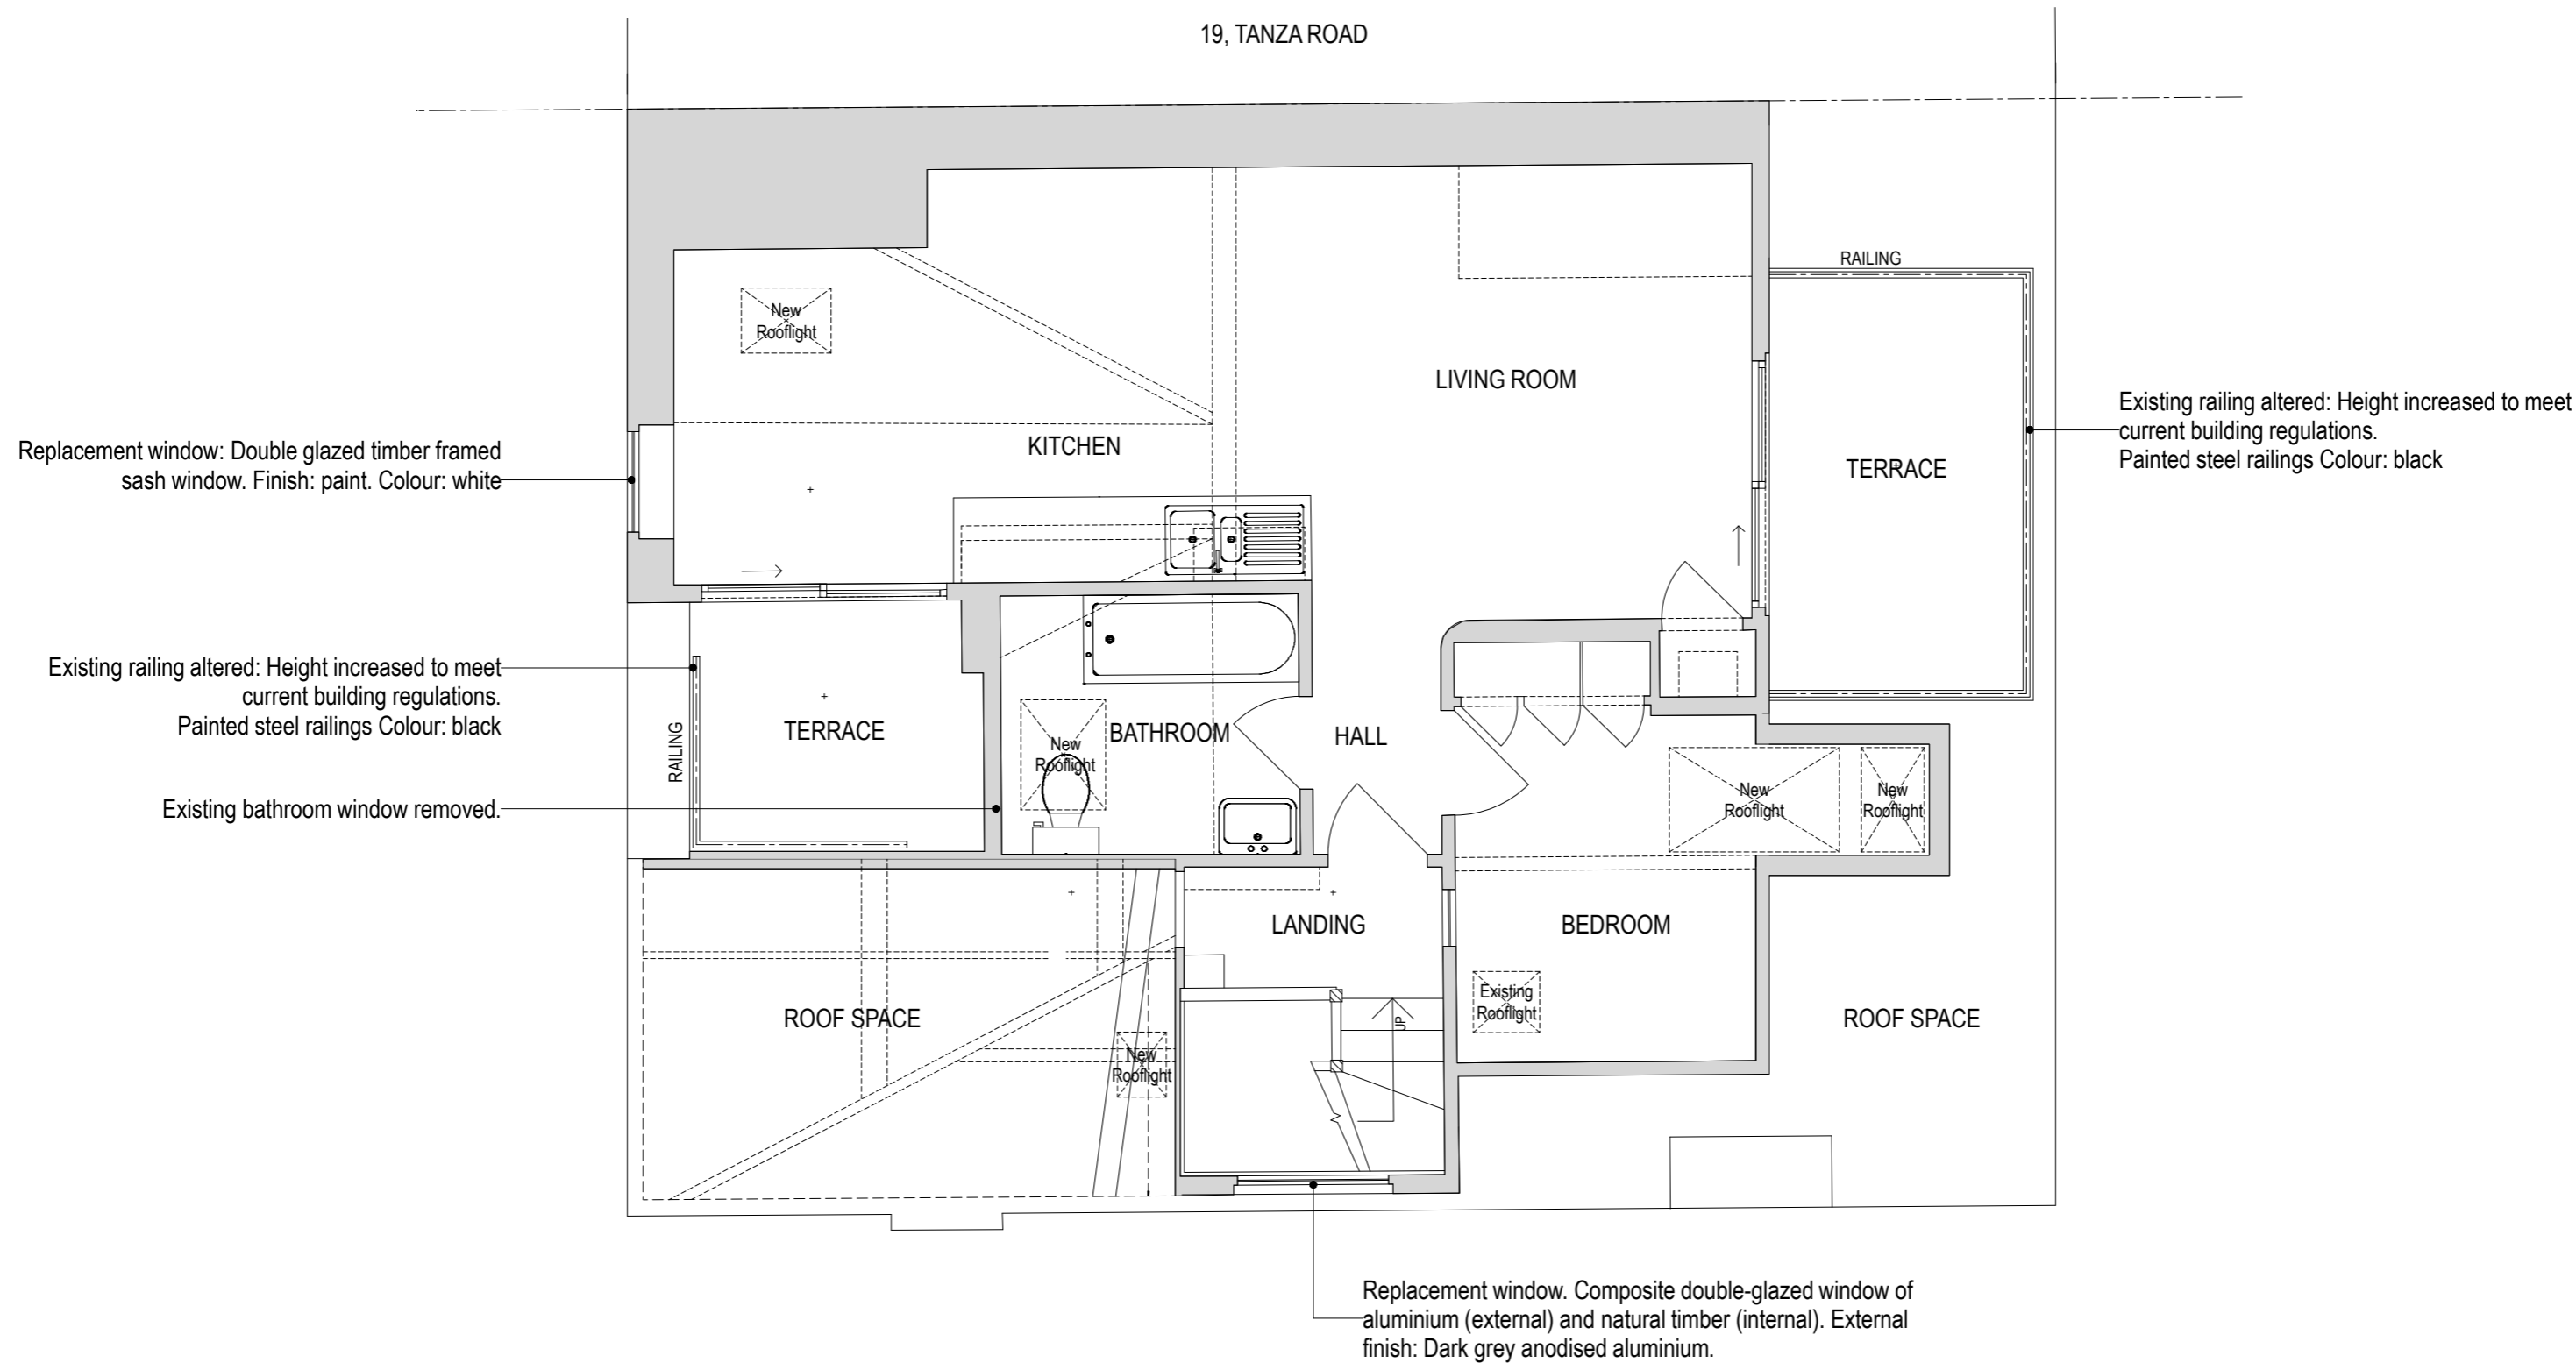 19, TANZA ROAD
RAILING
New
Rooflight
LIVING ROOM
Existing railing altered: Height increased to meet
current building regulations.
Painted steel railings Colour: black
Replacement window: Double glazed timber framed
sash window. Finish: paint. Colour: white
KITCHEN
TERRACE
Existing railing altered: Height increased to meet
current building regulations.
Painted steel railings Colour: black
RAILING
TERRACE
BATHROOM
New
Rooflight
HALL
New
Rooflight
New
Rooflight
Existing bathroom window removed.
LANDING
BEDROOM
Existing
Rooflight
ROOF SPACE
UP
ROOF SPACE
New
Rooflight
Replacement window. Composite double-glazed window of
aluminium (external) and natural timber (internal). External
finish: Dark grey anodised aluminium.